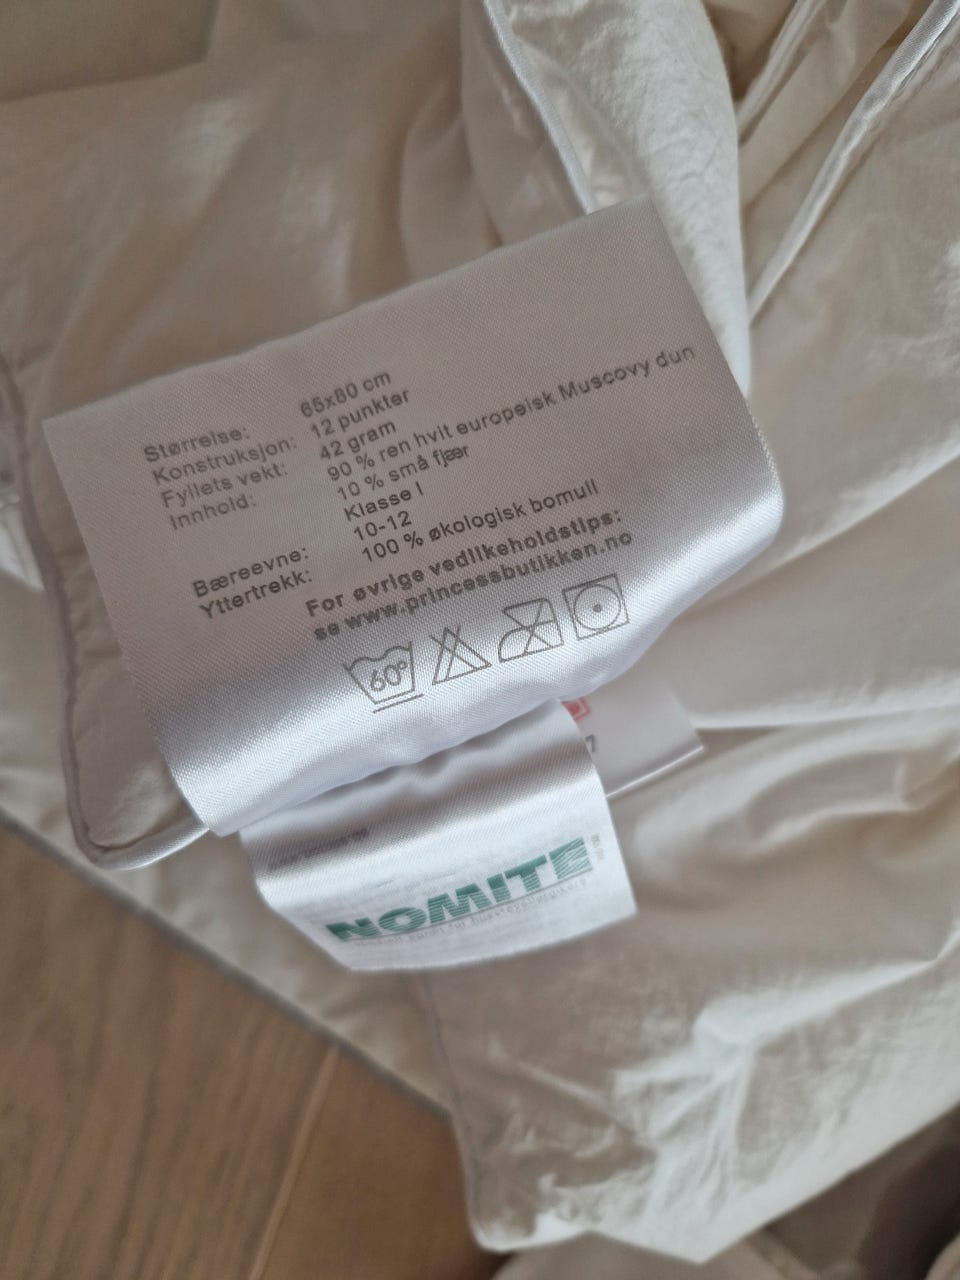 Størrelse: 65x80 cm
Konstruksjon: 12 punkter
Fyllets vekt: 42 gram
Innhold: 90 % ren hvit europeisk Muscovy dun
10 % små fjær
Klasse I
Bæreevne: 10-12
Yttertrekk: 100 % økologisk bomull
For øvrige vedlikeholdstips:
se www.princessbutikken.no
60°
7
NOMITE